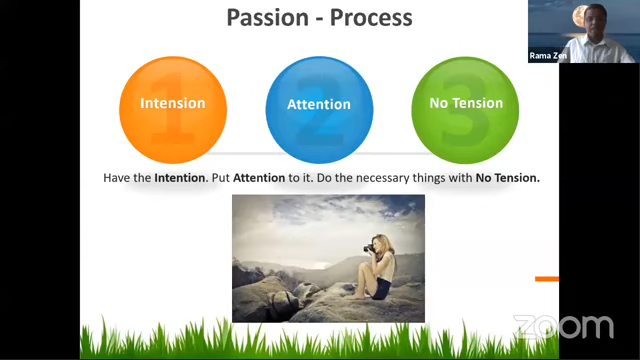 Passion - Process
Rama Zen
1
Intension
2
Attention
3
No Tension
Have the Intention. Put Attention to it. Do the necessary things with No Tension.
zoom